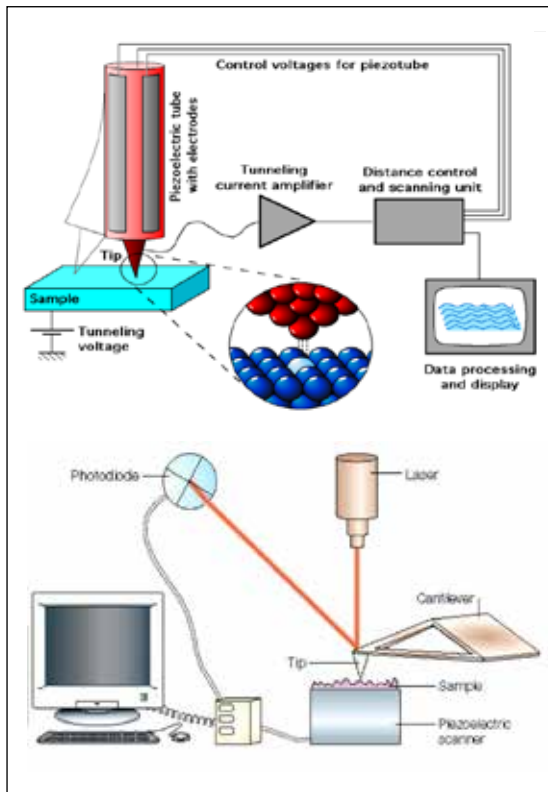 Control voltages for piezotube
Piezoelectric tube
with electrodes
Tunneling
current amplifier
Distance control
and scanning unit
Tip
Sample
Tunneling
voltage
Data processing
and display
Photodiode
Laser
Cantilever
Tip
Sample
Piezoelectric
scanner